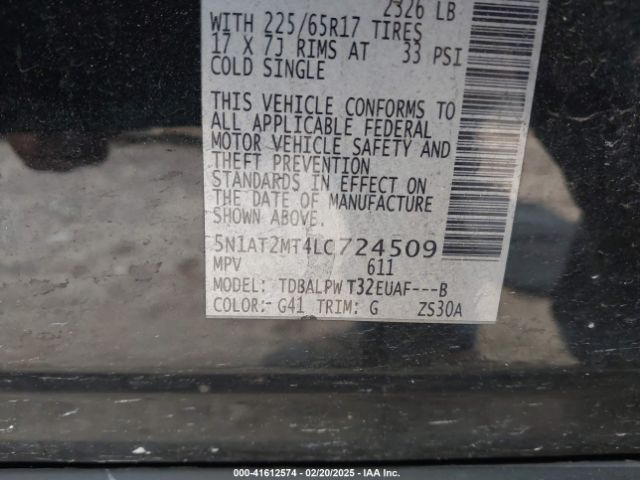 2326 LB
WITH 225/65R17 TIRES
17 X 7J RIMS AT 33 PSI
COLD SINGLE
THIS VEHICLE CONFORMS TO
ALL APPLICABLE FEDERAL
MOTOR VEHICLE SAFETY AND
THEFT PREVENTION
STANDARDS IN EFFECT ON
THE DATE OF MANUFACTURE
SHOWN ABOVE.
5N1AT2MT4LC724509
MPV 611
MODEL: TDBALPW T32EUAF---B
COLOR: G41 TRIM: G ZS30A
000-41612574 | 02/20/2025 | IAA Inc.